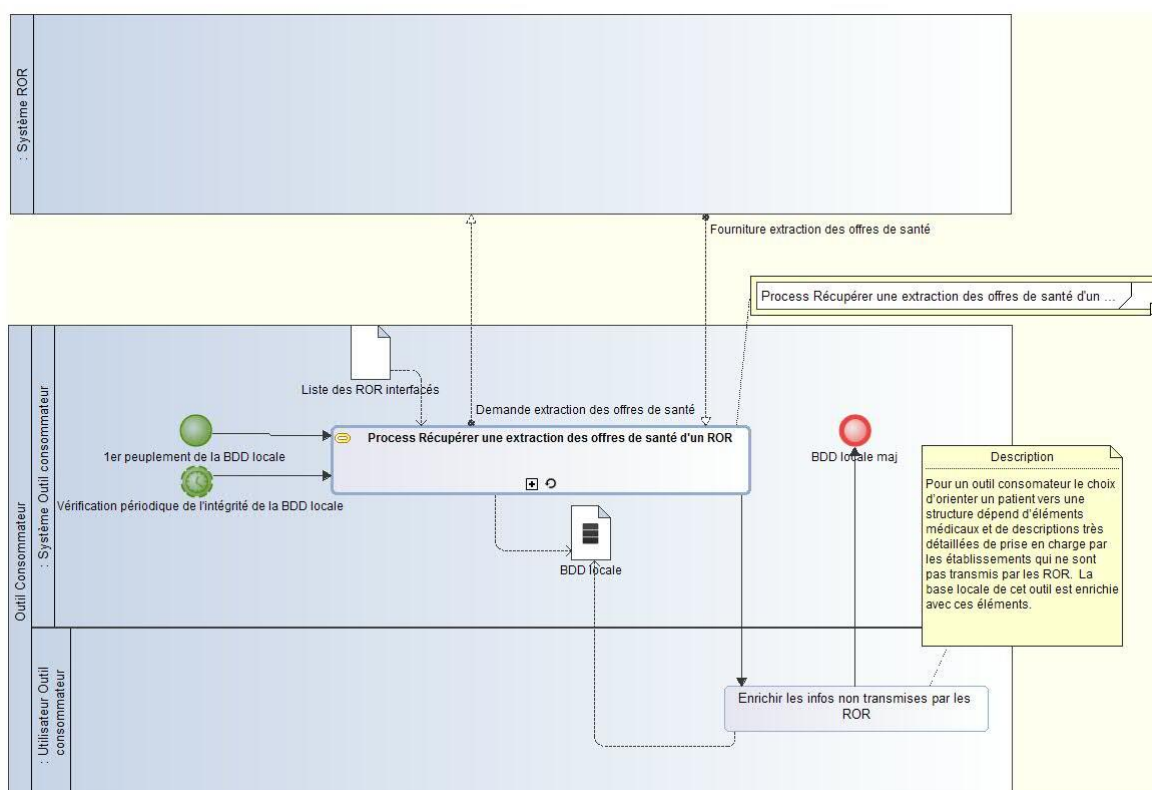 : Système ROR
Fourniture extraction des offres de santé
Process Récupérer une extraction des offres de santé d'un ...
Outil Consommateur
: Système Outil consommateur
Liste des ROR interfacés
Demande extraction des offres de santé
1er peuplement de la BDD locale
Process Récupérer une extraction des offres de santé d'un ROR
BDD locale maj
Vérification périodique de l'intégrité de la BDD locale
BDD locale
Description
Pour un outil consomateur le choix
d'orienter un patient vers une
structure dépend d'éléments
médicaux et de descriptions très
détaillées de prise en charge par
les établissements qui ne sont
pas transmis par les ROR. La
base locale de cet outil est enrichie
avec ces éléments.
: Utilisateur Outil
consommateur
Enrichir les infos non transmises par les
ROR